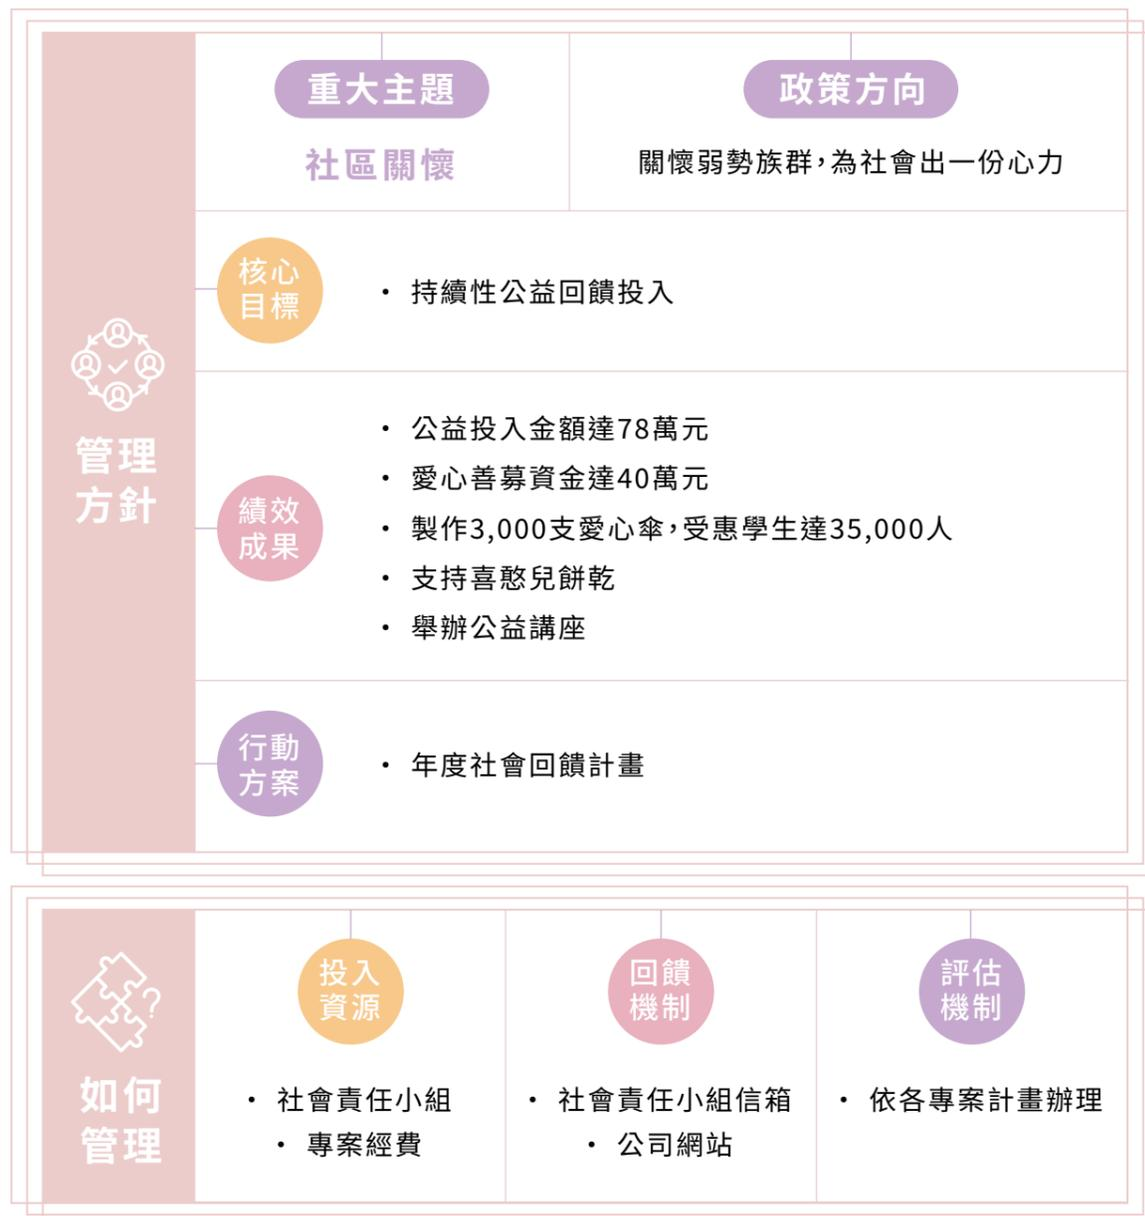 重大主題
政策方向
社區關懷
關懷弱勢族群，為社會出一份心力
管理
方針
核心
目標
• 持續性公益回饋投入
績效
成果
• 公益投入金額達78萬元
• 愛心善募資金達40萬元
• 製作3,000支愛心傘，受惠學生達35,000人
• 支持喜憨兒餅乾
• 舉辦公益講座
行動
方案
• 年度社會回饋計畫
如何
管理
投入
資源
• 社會責任小組
• 專案經費
回饋
機制
• 社會責任小組信箱
• 公司網站
評估
機制
• 依各專案計畫辦理